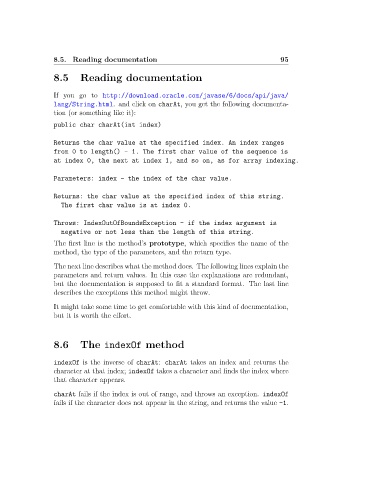 8.5. Reading documentation 95
8.5 Reading documentation
If you go to http://download.oracle.com/javase/6/docs/api/java/
lang/String.html. and click on charAt, you get the following documenta-
tion (or something like it):
public char charAt(int index)
Returns the char value at the specified index. An index ranges
from 0 to length() - 1. The first char value of the sequence is
at index 0, the next at index 1, and so on, as for array indexing.
Parameters: index - the index of the char value.
Returns: the char value at the specified index of this string.
The first char value is at index 0.
Throws: IndexOutOfBoundsException - if the index argument is
negative or not less than the length of this string.
The first line is the method's prototype, which specifies the name of the
method, the type of the parameters, and the return type.
The next line describes what the method does. The following lines explain the
parameters and return values. In this case the explanations are redundant,
but the documentation is supposed to fit a standard format. The last line
describes the exceptions this method might throw.
It might take some time to get comfortable with this kind of documentation,
but it is worth the effort.
8.6 The indexOf method
indexOf is the inverse of charAt: charAt takes an index and returns the
character at that index; indexOf takes a character and finds the index where
that character appears.
charAt fails if the index is out of range, and throws an exception. indexOf
fails if the character does not appear in the string, and returns the value -1.